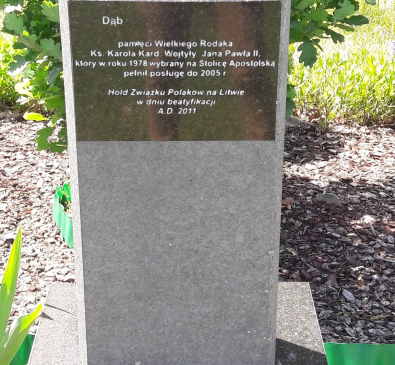 Dąb
pamięci Wielkiego Rodaka
Ks. Karola Kard. Wojtyły Jana Pawła II,
który w roku 1978 wybrany na Stolicę Apostolską
pełnił posługę do 2005 r.
Hołd Związku Polaków na Litwie
w dniu beatyfikacji
A.D. 2011